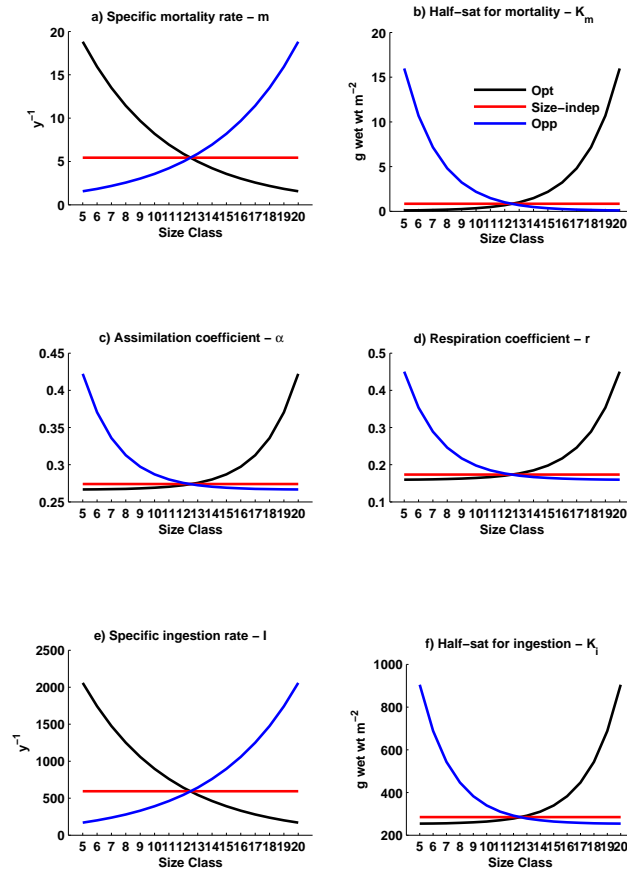 a) Specific mortality rate − m
20
15
10
5
0
y⁻¹
5 6 7 8 9 10 11 12 13 14 15 16 17 18 19 20
Size Class
b) Half−sat for mortality − Kₘ
20
15
10
5
0
g wet wt m⁻²
Opt
Size−indep
Opp
5 6 7 8 9 10 11 12 13 14 15 16 17 18 19 20
Size Class
c) Assimilation coefficient − α
0.45
0.4
0.35
0.3
0.25
5 6 7 8 9 10 11 12 13 14 15 16 17 18 19 20
Size Class
d) Respiration coefficient − r
0.5
0.4
0.3
0.2
0.1
5 6 7 8 9 10 11 12 13 14 15 16 17 18 19 20
Size Class
e) Specific ingestion rate − I
2500
2000
1500
1000
500
0
y⁻¹
5 6 7 8 9 10 11 12 13 14 15 16 17 18 19 20
Size Class
f) Half−sat for ingestion − Kᵢ
1000
800
600
400
200
g wet wt m⁻²
5 6 7 8 9 10 11 12 13 14 15 16 17 18 19 20
Size Class